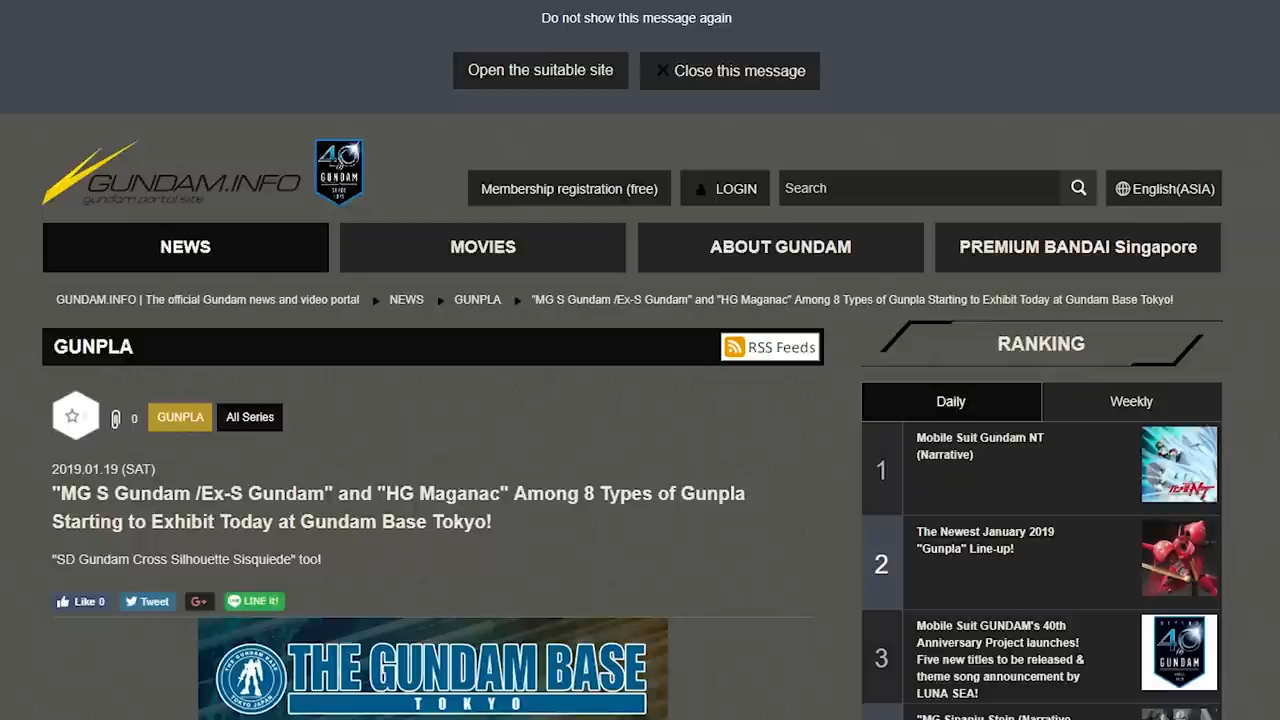 Do not show this message again
Open the suitable site
Close this message
GUNDAM.INFO
gundam portal site
40th
GUNDAM
Membership registration (free)
LOGIN
Search
English(ASIA)
NEWS
MOVIES
ABOUT GUNDAM
PREMIUM BANDAI Singapore
GUNDAM.INFO | The official Gundam news and video portal
NEWS
GUNPLA
"MG S Gundam /Ex-S Gundam" and "HG Maganac" Among 8 Types of Gunpla Starting to Exhibit Today at Gundam Base Tokyo!
GUNPLA
RSS Feeds
0
GUNPLA
All Series
2019.01.19 (SAT)
"MG S Gundam /Ex-S Gundam" and "HG Maganac" Among 8 Types of Gunpla
Starting to Exhibit Today at Gundam Base Tokyo!
"SD Gundam Cross Silhouette Sisquiede" too!
Like 0
Tweet
G+
LINE it!
THE GUNDAM BASE
TOKYO
RANKING
Daily
Weekly
1
Mobile Suit Gundam NT
(Narrative)
2
The Newest January 2019
"Gunpla" Line-up!
3
Mobile Suit GUNDAM's 40th
Anniversary Project launches!
Five new titles to be released &
theme song announcement by
LUNA SEA!
40th
GUNDAM
"MG Sinanju Stein (Narrative